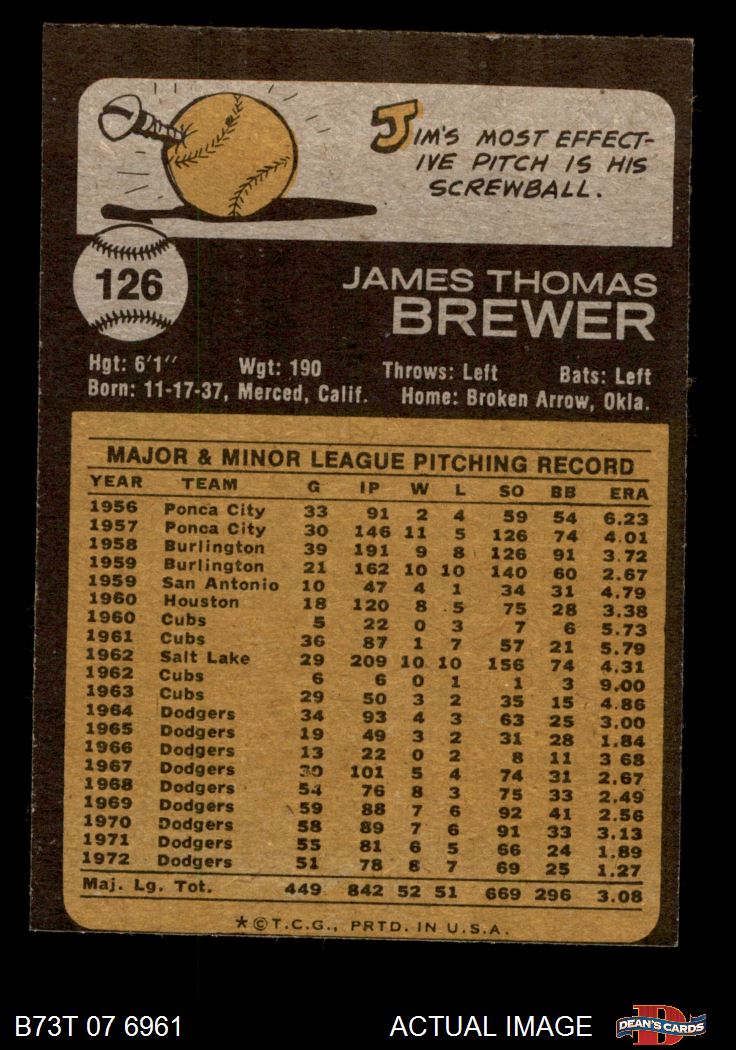 JIM'S MOST EFFECT-
IVE PITCH IS HIS
SCREWBALL.
126
JAMES THOMAS
BREWER
Hgt: 6'1" Wgt: 190 Throws: Left Bats: Left
Born: 11-17-37, Merced, Calif. Home: Broken Arrow, Okla.
MAJOR & MINOR LEAGUE PITCHING RECORD
YEAR TEAM G IP W L SO BB ERA
1956 Ponca City 33 91 2 4 59 54 6.23
1957 Ponca City 30 146 11 5 126 74 4.01
1958 Burlington 39 191 9 8 126 91 3.72
1959 Burlington 21 162 10 10 140 60 2.67
1959 San Antonio 10 47 4 1 34 31 4.79
1960 Houston 18 120 8 5 75 28 3.38
1960 Cubs 5 22 0 3 7 6 5.73
1961 Cubs 36 87 1 7 57 21 5.79
1962 Salt Lake 29 209 10 10 156 74 4.31
1962 Cubs 6 6 0 1 1 3 9.00
1963 Cubs 29 50 3 2 35 15 4.86
1964 Dodgers 34 93 4 3 63 25 3.00
1965 Dodgers 19 49 3 2 31 28 1.84
1966 Dodgers 13 22 0 2 8 11 3 68
1967 Dodgers 30 101 5 4 74 31 2.67
1968 Dodgers 54 76 8 3 75 33 2.49
1969 Dodgers 59 88 7 6 92 41 2.56
1970 Dodgers 58 89 7 6 91 33 3.13
1971 Dodgers 55 81 6 5 66 24 1.89
1972 Dodgers 51 78 8 7 69 25 1.27
Maj. Lg. Tot. 449 842 52 51 669 296 3.08
*©T.C.G., PRTD. IN U.S.A.
B73T 07 6961 ACTUAL IMAGE DEAN'S CARDS